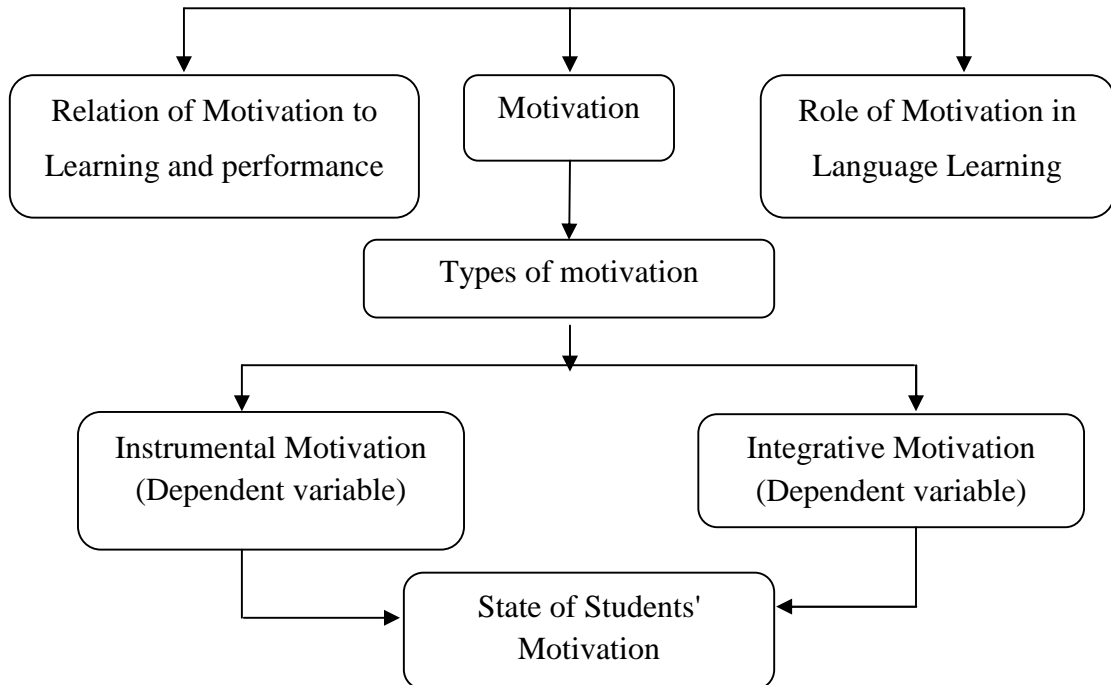 Relation of Motivation to
Learning and performance
Motivation
Role of Motivation in
Language Learning
Types of motivation
Instrumental Motivation
(Dependent variable)
Integrative Motivation
(Dependent variable)
State of Students'
Motivation